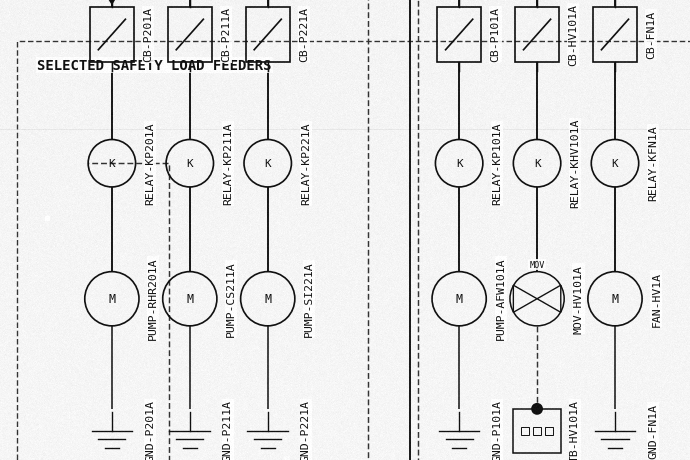 CB-P201A
CB-P211A
CB-P221A
CB-P101A
CB-HV101A
CB-FN1A
SELECTED SAFETY LOAD FEEDERS
K
RELAY-KP201A
K
RELAY-KP211A
K
RELAY-KP221A
K
RELAY-KP101A
K
RELAY-KHV101A
K
RELAY-KFN1A
M
PUMP-RHR201A
M
PUMP-CS211A
M
PUMP-SI221A
M
PUMP-AFW101A
MOV
MOV-HV101A
M
FAN-HV1A
GND-P201A
GND-P211A
GND-P221A
GND-P101A
TB-HV101A
GND-FN1A